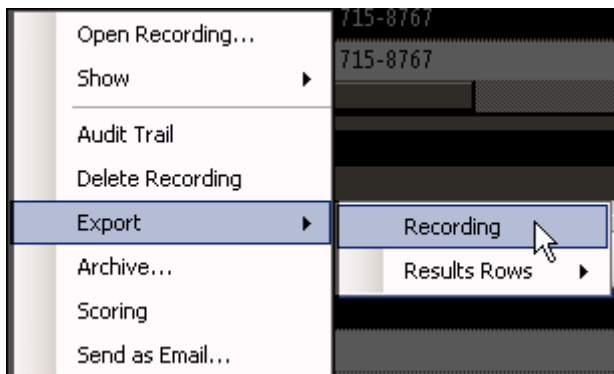 715-8767
Open Recording...
715-8767
Show
Audit Trail
Delete Recording
Export
Recording
Archive...
Results Rows
Scoring
Send as Email...